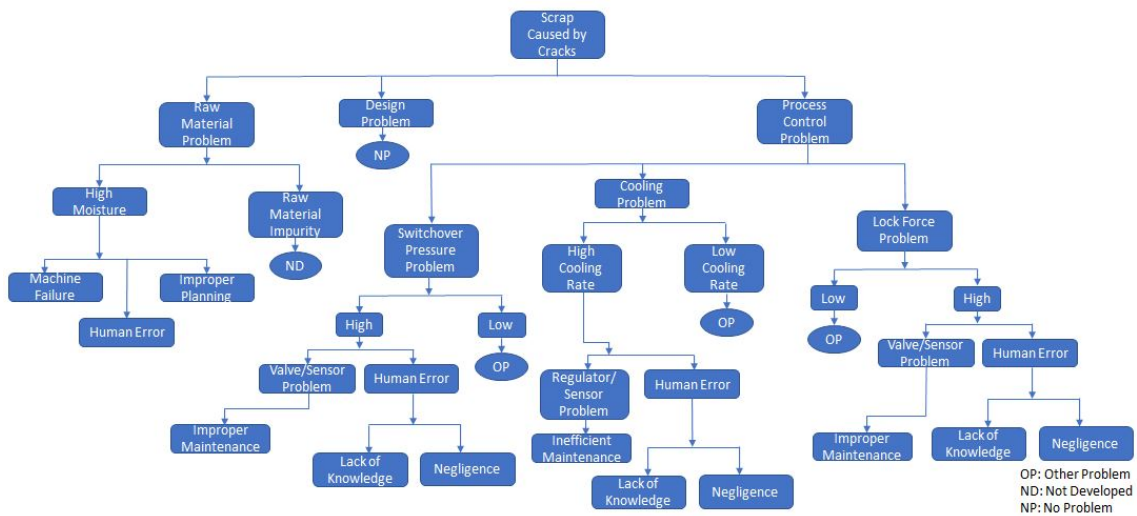 Scrap
Caused by
Cracks
Raw
Material
Problem
Design
Problem
Process
Control
Problem
NP
High
Moisture
Raw
Material
Impurity
Cooling
Problem
Lock Force
Problem
Switchover
Pressure
Problem
High
Cooling
Rate
Low
Cooling
Rate
ND
Machine
Failure
Improper
Planning
Human Error
High
Low
OP
Low
High
OP
OP
Valve/Sensor
Problem
Human Error
Regulator/
Sensor
Problem
Human Error
Valve/Sensor
Problem
Human Error
Improper
Maintenance
Lack of
Knowledge
Negligence
Inefficient
Maintenance
Lack of
Knowledge
Negligence
Improper
Maintenance
Lack of
Knowledge
Negligence
OP: Other Problem
ND: Not Developed
NP: No Problem